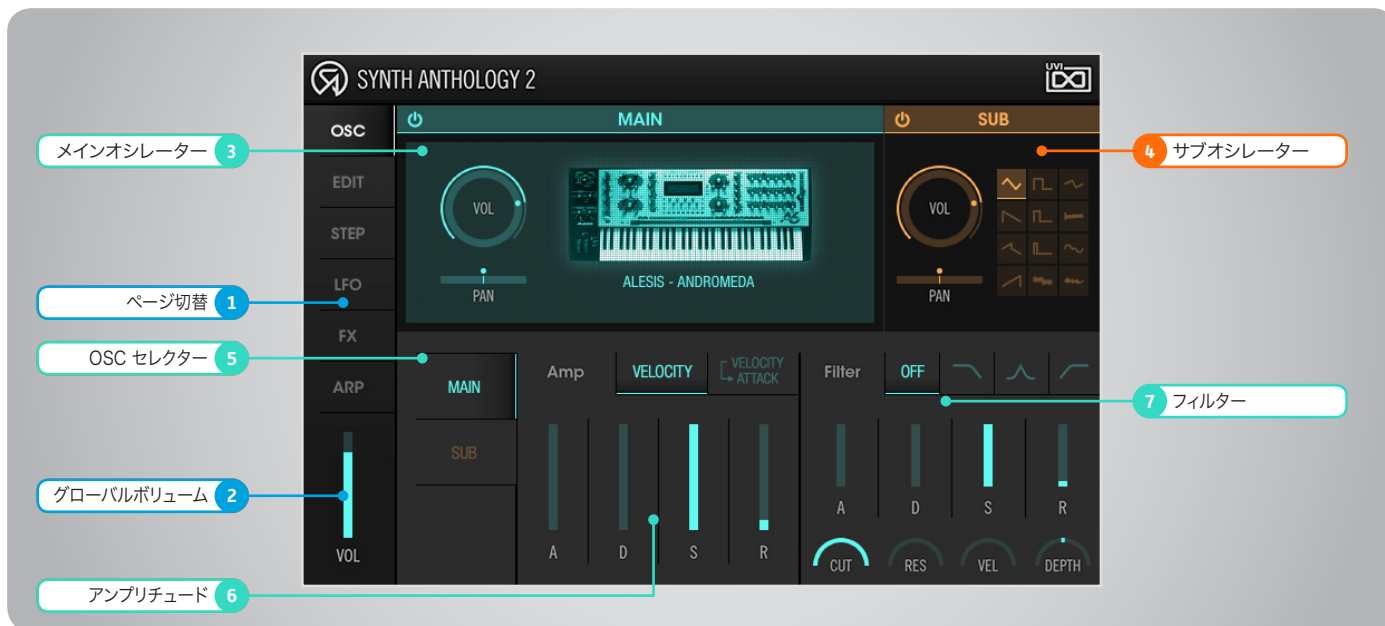 SYNTH ANTHOLOGY 2
UVI
OSC
MAIN
SUB
メインオシレーター 3
4 サブオシレーター
EDIT
VOL
VOL
STEP
LFO
ALESIS - ANDROMEDA
PAN
PAN
ページ切替 1
FX
OSC セレクター 5
ARP
MAIN
Amp
VELOCITY
VELOCITY
ATTACK
Filter
OFF
7 フィルター
SUB
グローバルボリューム 2
A
D
S
R
A
D
S
R
VOL
CUT
RES
VEL
DEPTH
アンプリチュード 6